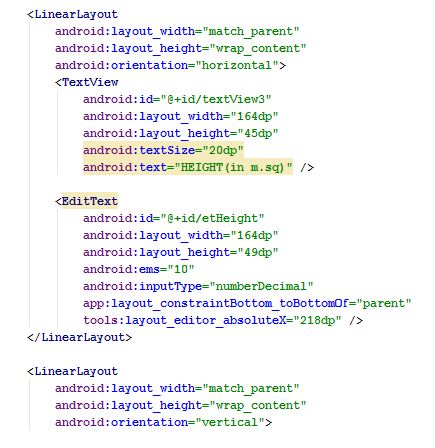 <LinearLayout
android:layout_width="match_parent"
android:layout_height="wrap_content"
android:orientation="horizontal">
<TextView
android:id="@+id/textView3"
android:layout_width="164dp"
android:layout_height="45dp"
android:textSize="20dp"
android:text="HEIGHT(in m.sq)" />
<EditText
android:id="@+id/etHeight"
android:layout_width="164dp"
android:layout_height="49dp"
android:ems="10"
android:inputType="numberDecimal"
app:layout_constraintBottom_toBottomOf="parent"
tools:layout_editor_absoluteX="218dp" />
</LinearLayout>
<LinearLayout
android:layout_width="match_parent"
android:layout_height="wrap_content"
android:orientation="vertical">